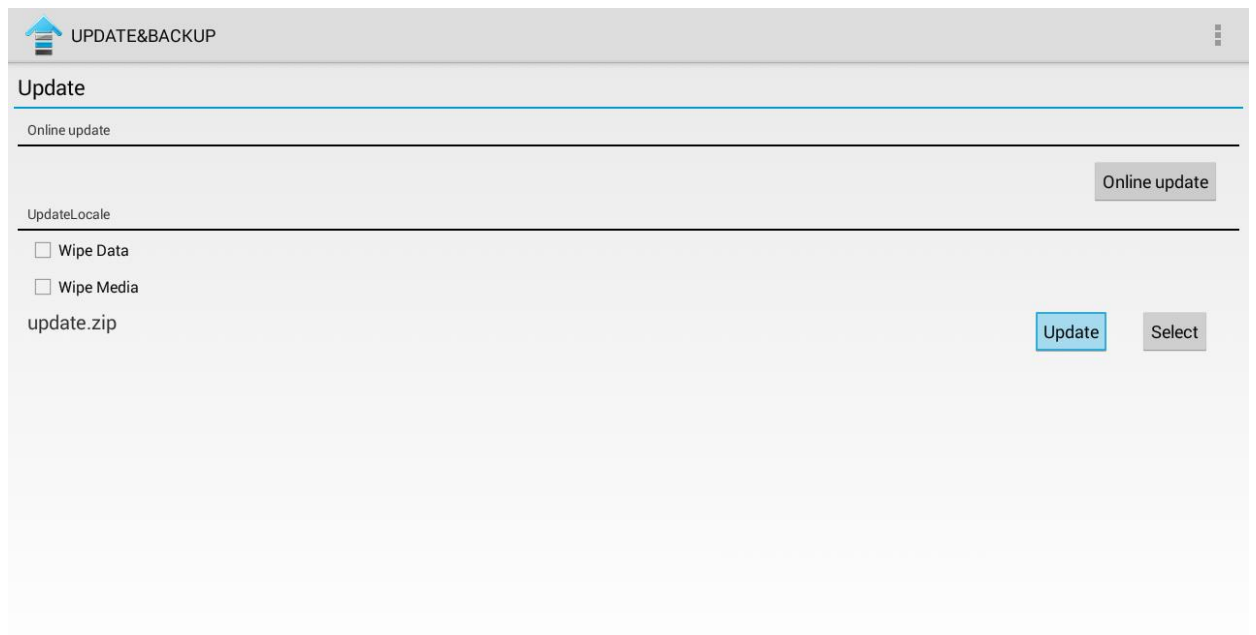 UPDATE&BACKUP
Update
Online update
Online update
UpdateLocale
Wipe Data
Wipe Media
update.zip
Update
Select